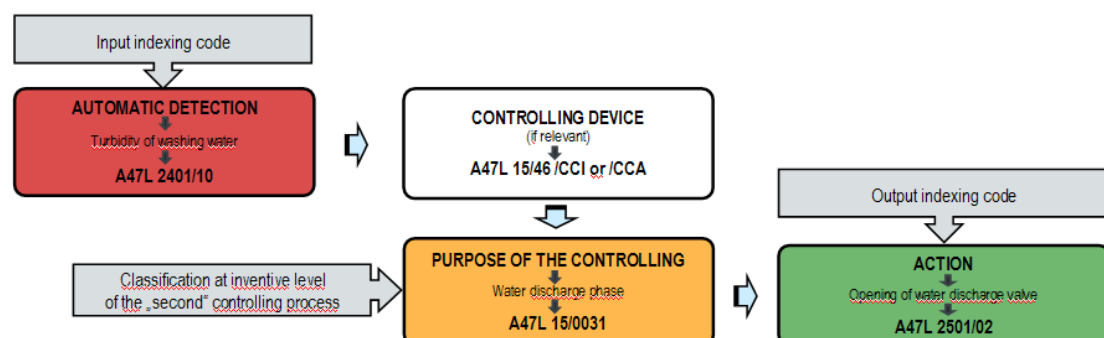 Input indexing code
AUTOMATIC DETECTION
Turbidity of washing water
A47L 2401/10
CONTROLLING DEVICE
(if relevant)
A47L 15/46 /CCI or /CCA
Output indexing code
Classification at inventive level
of the „second“ controlling process
PURPOSE OF THE CONTROLLING
Water discharge phase
A47L 15/0031
ACTION
Opening of water discharge valve
A47L 2501/02